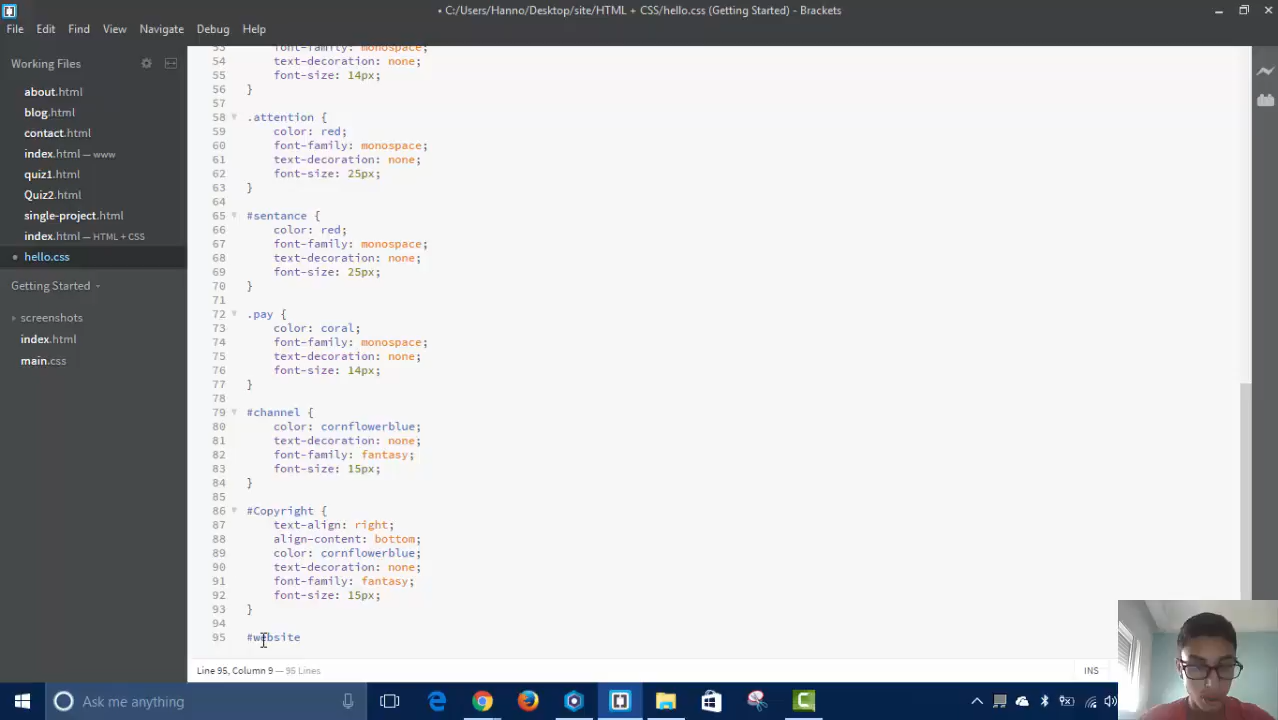 • C:/Users/Hanno/Desktop/site/HTML + CSS/hello.css (Getting Started) - Brackets
File Edit Find View Navigate Debug Help
Working Files
about.html
blog.html
contact.html
index.html — www
quiz1.html
Quiz2.html
single-project.html
index.html — HTML + CSS
hello.css
Getting Started
screenshots
index.html
main.css
53 font-family: monospace;
54 text-decoration: none;
55 font-size: 14px;
56 }
57
58 .attention {
59 color: red;
60 font-family: monospace;
61 text-decoration: none;
62 font-size: 25px;
63 }
64
65 #sentance {
66 color: red;
67 font-family: monospace;
68 text-decoration: none;
69 font-size: 25px;
70 }
71
72 .pay {
73 color: coral;
74 font-family: monospace;
75 text-decoration: none;
76 font-size: 14px;
77 }
78
79 #channel {
80 color: cornflowerblue;
81 text-decoration: none;
82 font-family: fantasy;
83 font-size: 15px;
84 }
85
86 #Copyright {
87 text-align: right;
88 align-content: bottom;
89 color: cornflowerblue;
90 text-decoration: none;
91 font-family: fantasy;
92 font-size: 15px;
93 }
94
95 #website
Line 95, Column 9 — 95 Lines
INS
Ask me anything